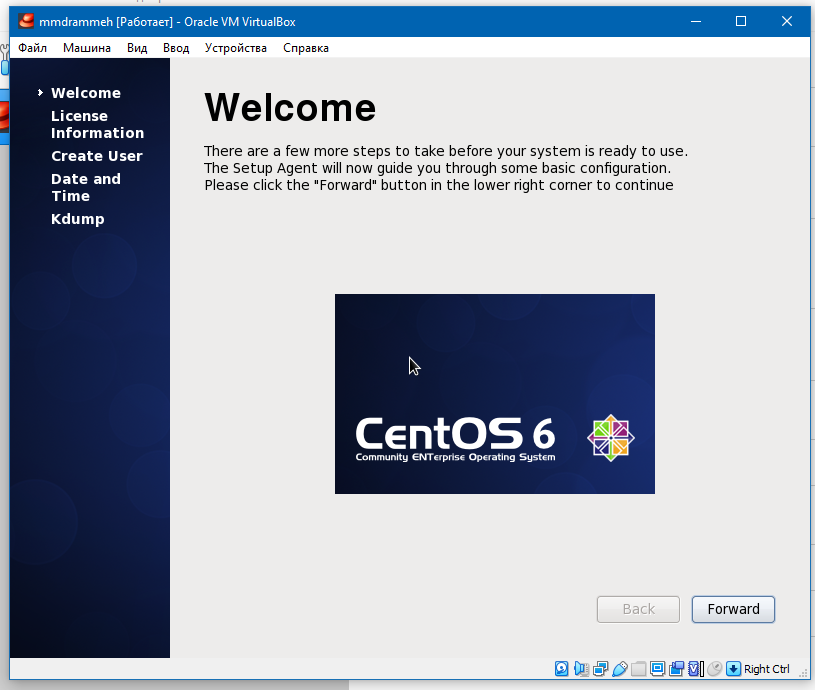 mmdrammeh [Работает] - Oracle VM VirtualBox
Файл Машина Вид Ввод Устройства Справка
Welcome
License
Information
Create User
Date and
Time
Kdump
Welcome
There are a few more steps to take before your system is ready to use.
The Setup Agent will now guide you through some basic configuration.
Please click the "Forward" button in the lower right corner to continue
CentOS 6
Community ENTerprise Operating System
Back Forward
Right Ctrl